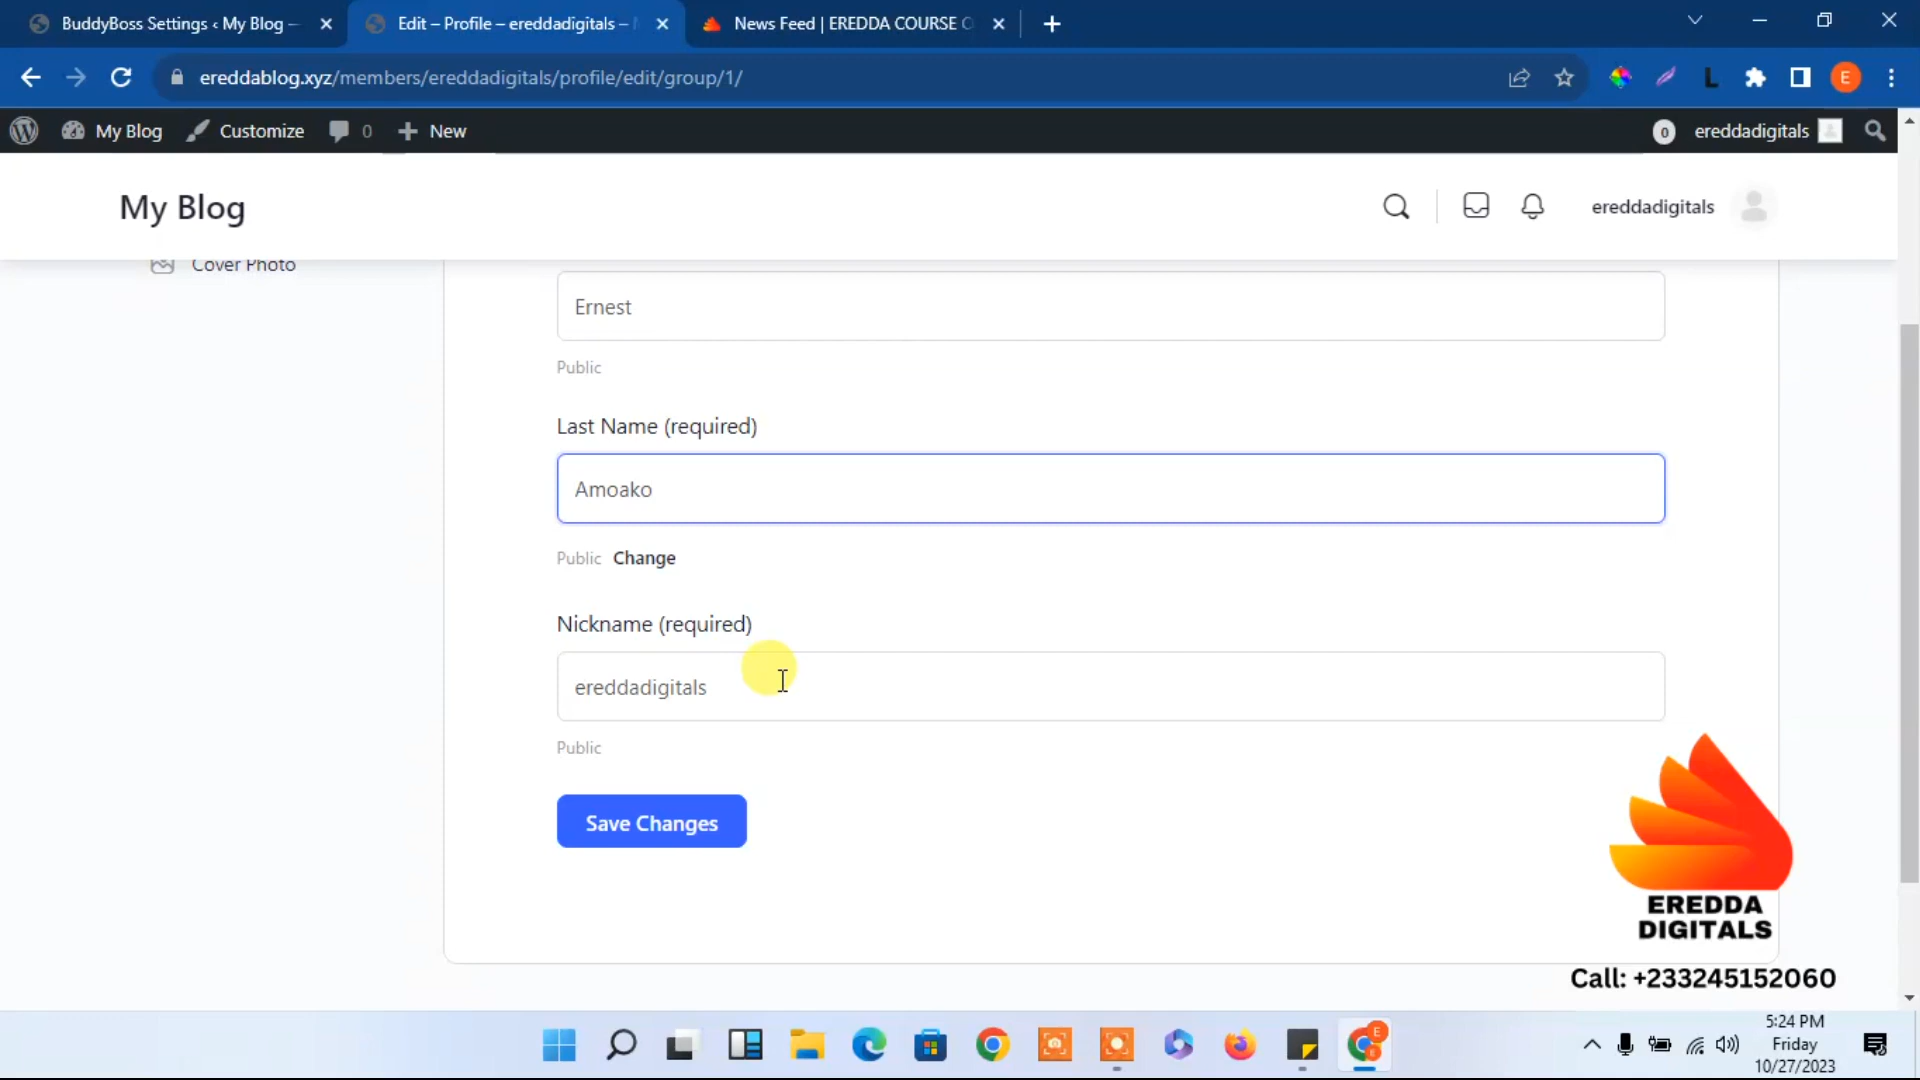 BuddyBoss Settings ‹ My Blog –
Edit – Profile – ereddadigitals –
News Feed | EREDDA COURSE
ereddablog.xyz/members/ereddadigitals/profile/edit/group/1/
L
E
My Blog
Customize
0
New
0
ereddadigitals
My Blog
ereddadigitals
Cover Photo
Ernest
Public
Last Name (required)
Amoako
Public Change
Nickname (required)
ereddadigitals
Public
Save Changes
EREDDA
DIGITALS
Call: +233245152060
E
E
5:24 PM
Friday
10/27/2023